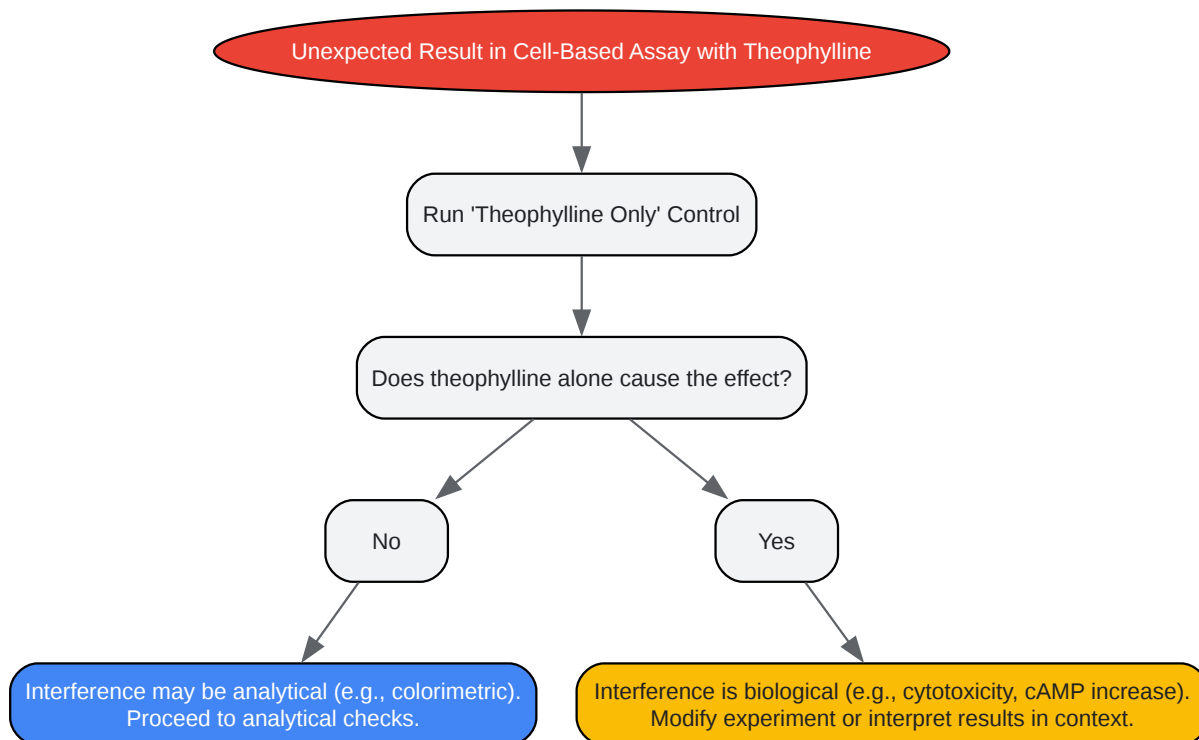 Unexpected Result in Cell-Based Assay with Theophylline
Run 'Theophylline Only' Control
Does theophylline alone cause the effect?
No
Yes
Interference may be analytical (e.g., colorimetric).
Proceed to analytical checks.
Interference is biological (e.g., cytotoxicity, cAMP increase).
Modify experiment or interpret results in context.